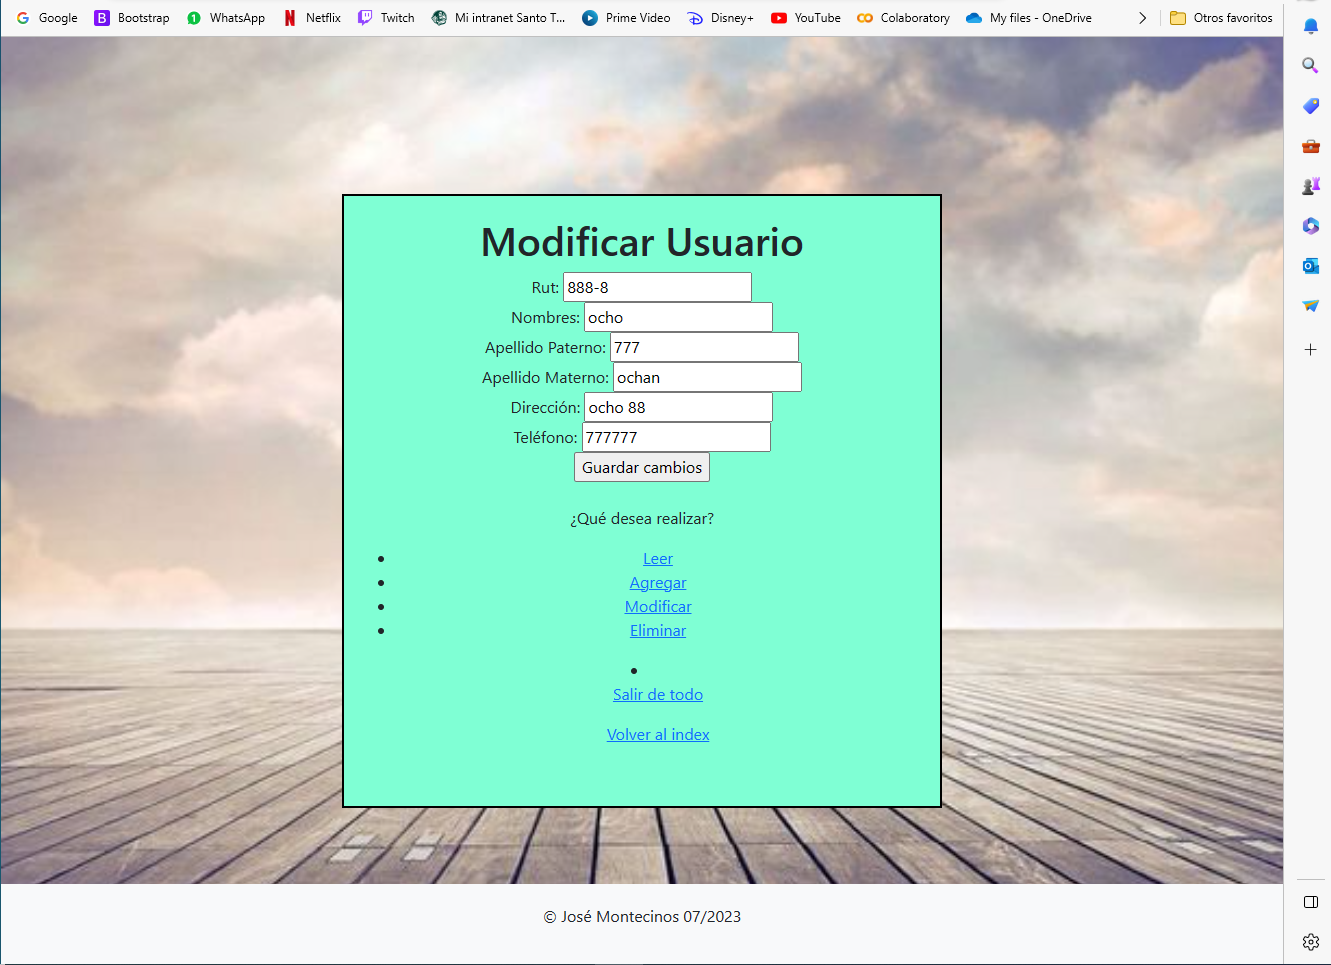 Google Bootstrap WhatsApp Netflix Twitch Mi intranet Santo T... Prime Video Disney+ YouTube Colaboratory My files - OneDrive Otros favoritos
Modificar Usuario
Rut: 888-8
Nombres: ocho
Apellido Paterno: 777
Apellido Materno: ochan
Dirección: ocho 88
Teléfono: 777777
Guardar cambios
¿Qué desea realizar?
Leer
Agregar
Modificar
Eliminar
Salir de todo
Volver al index
© José Montecinos 07/2023